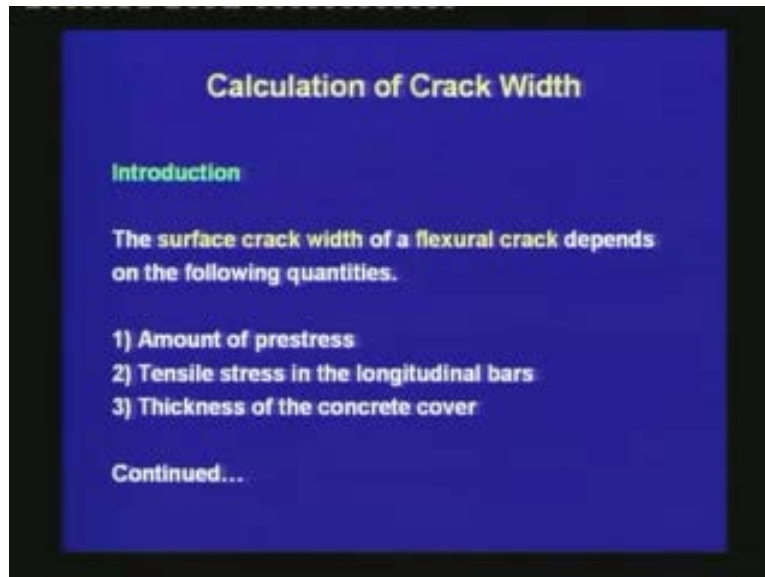 Calculation of Crack Width
Introduction
The surface crack width of a flexural crack depends
on the following quantities.
1) Amount of prestress
2) Tensile stress in the longitudinal bars
3) Thickness of the concrete cover
Continued...